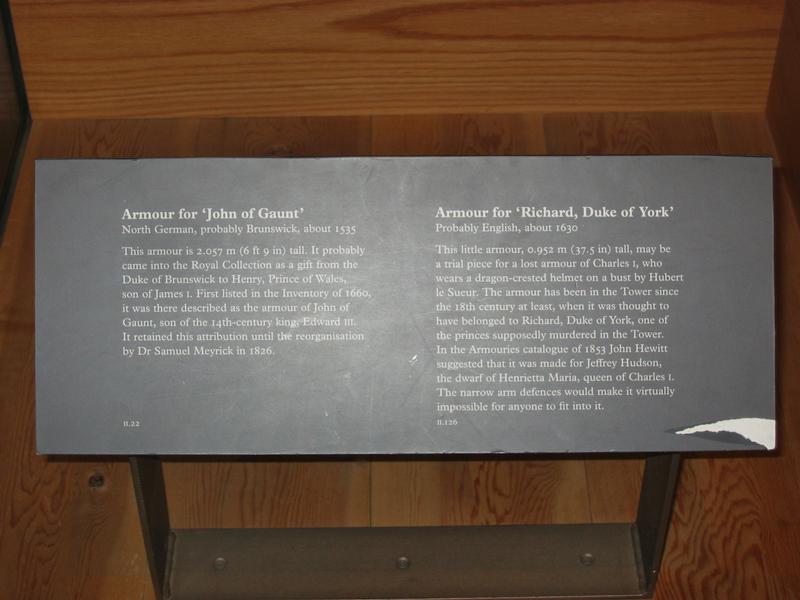 Armour for ‘John of Gaunt’
North German, probably Brunswick, about 1535
This armour is 2.057 m (6 ft 9 in) tall. It probably
came into the Royal Collection as a gift from the
Duke of Brunswick to Henry, Prince of Wales,
son of James I. First listed in the Inventory of 1660,
it was there described as the armour of John of
Gaunt, son of the 14th-century king, Edward III.
It retained this attribution until the reorganisation
by Dr Samuel Meyrick in 1826.
II.22
Armour for ‘Richard, Duke of York’
Probably English, about 1630
This little armour, 0.952 m (37.5 in) tall, may be
a trial piece for a lost armour of Charles I, who
wears a dragon-crested helmet on a bust by Hubert
le Sueur. The armour has been in the Tower since
the 18th century at least, when it was thought to
have belonged to Richard, Duke of York, one of
the princes supposedly murdered in the Tower.
In the Armouries catalogue of 1853 John Hewitt
suggested that it was made for Jeffrey Hudson,
the dwarf of Henrietta Maria, queen of Charles I.
The narrow arm defences would make it virtually
impossible for anyone to fit into it.
II.126